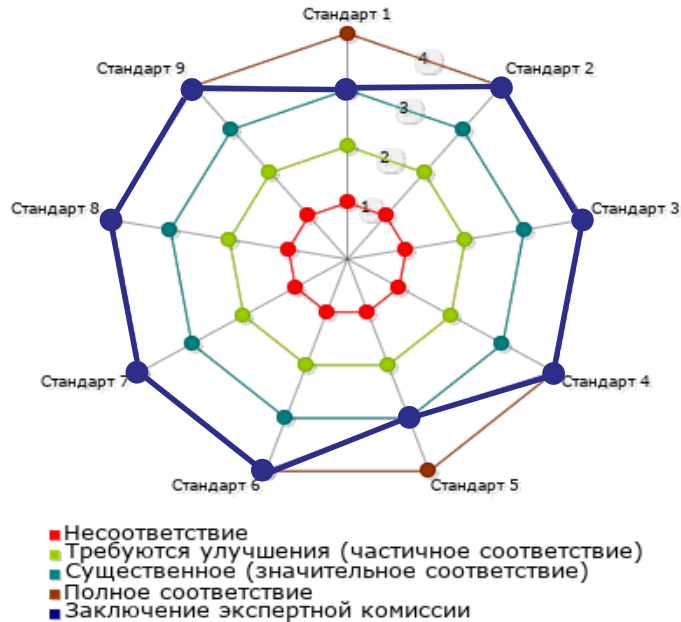 Стандарт 1
4
Стандарт 9
Стандарт 2
3
2
1
Стандарт 8
Стандарт 3
Стандарт 7
Стандарт 4
Стандарт 6
Стандарт 5
Несоответствие
Требуются улучшения (частичное соответствие)
Существенное (значительное соответствие)
Полное соответствие
Заключение экспертной комиссии